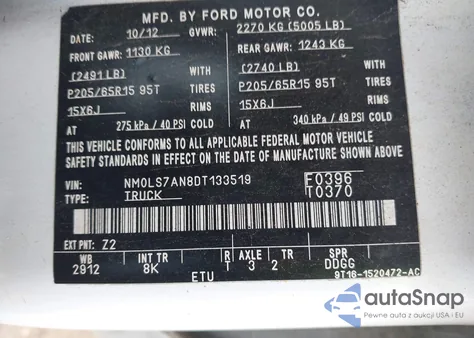 MFD. BY FORD MOTOR CO.
DATE: 10/12 GVWR: 2270 KG (5005 LB)
FRONT GAWR: 1130 KG REAR GAWR: 1243 KG
(2491 LB) WITH (2740 LB) WITH
P205/65R15 95T TIRES P205/65R15 95T TIRES
15X6J RIMS 15X6J RIMS
AT 275 kPa / 40 PSI COLD AT 340 kPa / 49 PSI COLD
THIS VEHICLE CONFORMS TO ALL APPLICABLE FEDERAL MOTOR VEHICLE
SAFETY STANDARDS IN EFFECT ON THE DATE OF MANUFACTURE SHOWN ABOVE.
VIN: NM0LS7AN8DT133519 F0396
TYPE: TRUCK T0370
EXT PNT: Z2
WB INT TR R AXLE TR SPR
2912 8K T 3 2 DDGG
ETU 9T16-1520472-AC
autoSnap
Pewne auta z USA i EU